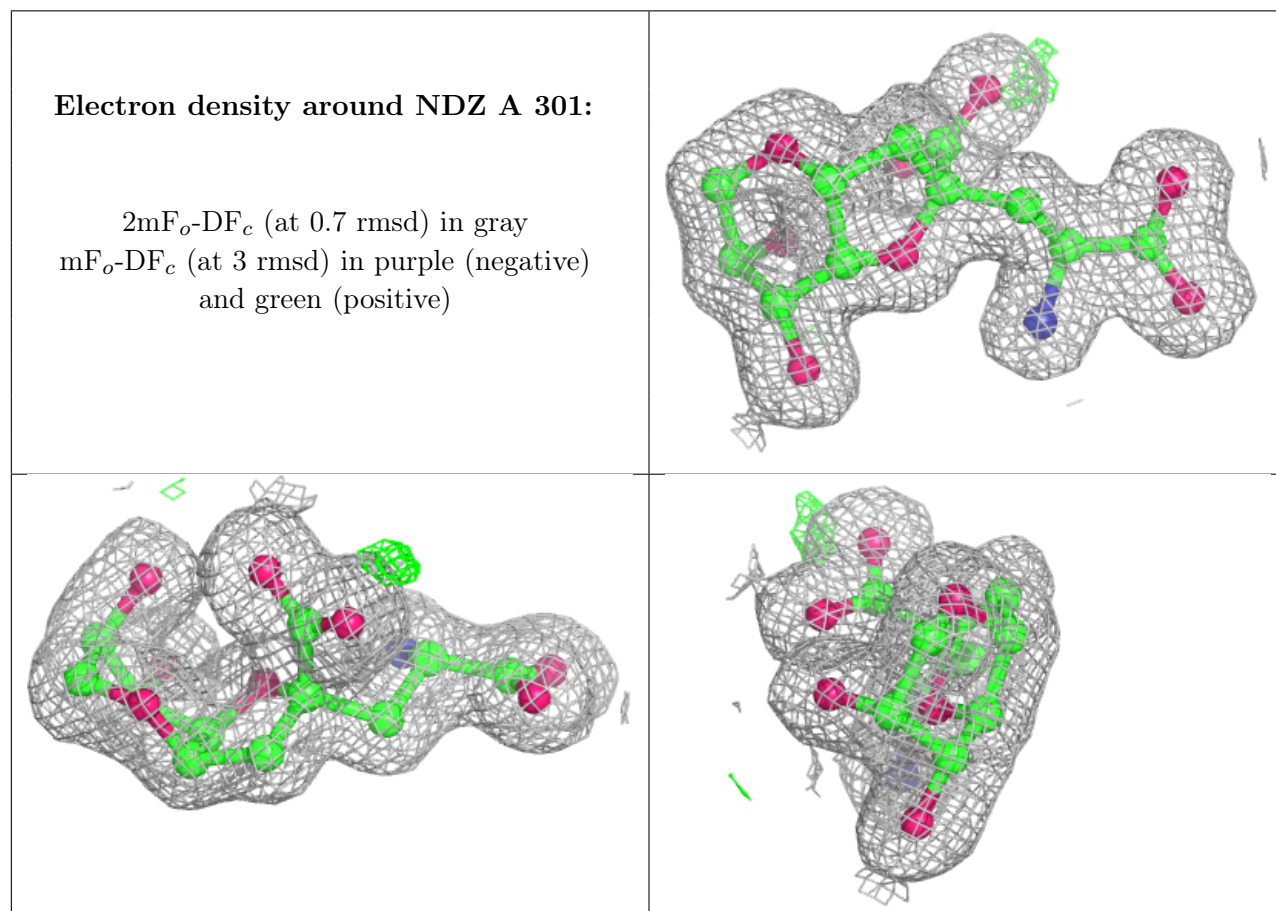 Electron density around NDZ A 301:
2mFo-DFc (at 0.7 rmsd) in gray
mFo-DFc (at 3 rmsd) in purple (negative)
and green (positive)